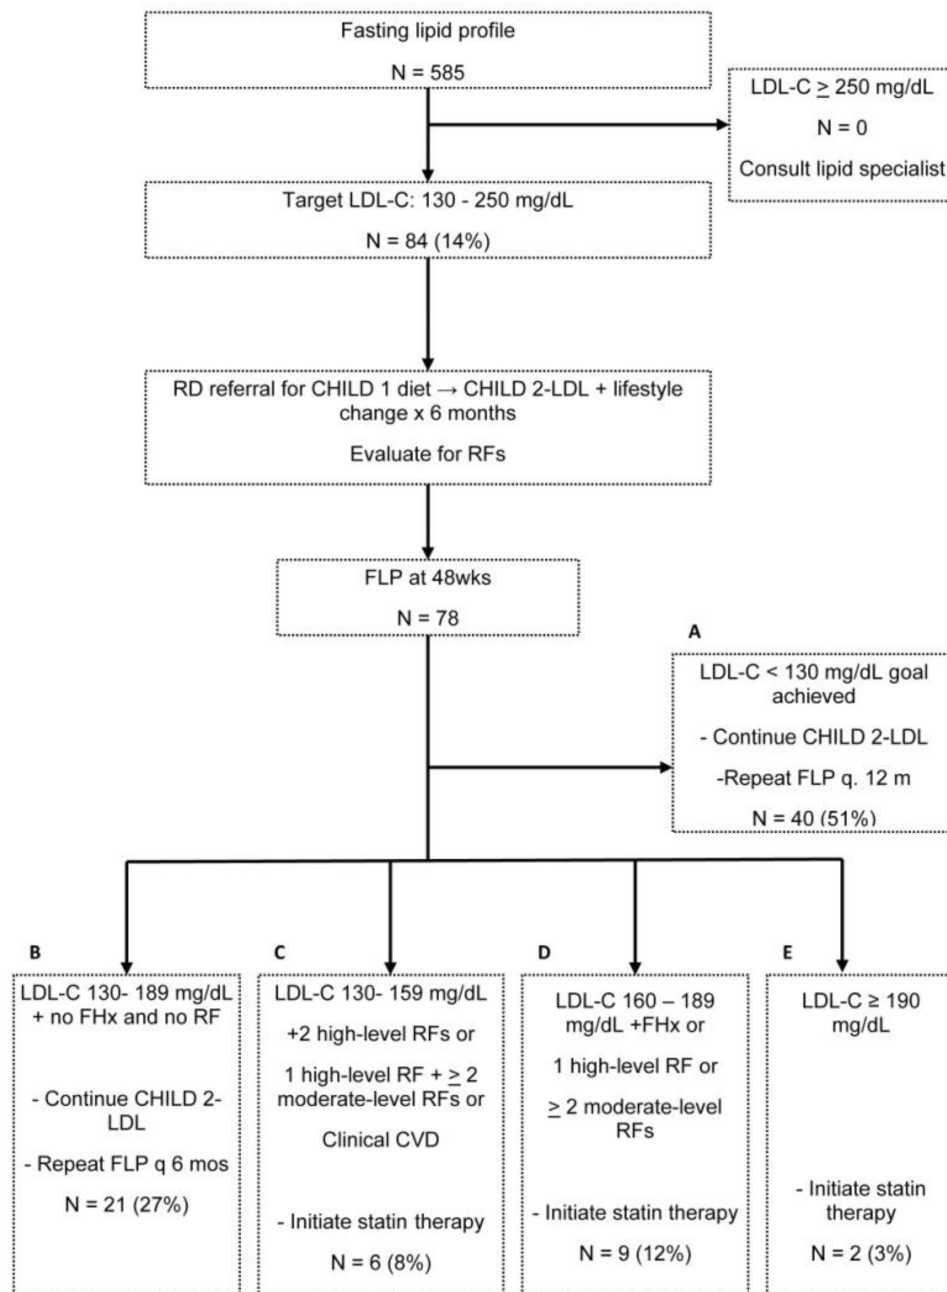 Fasting lipid profile
N = 585
LDL-C ≥ 250 mg/dL
N = 0
Consult lipid specialist
Target LDL-C: 130 - 250 mg/dL
N = 84 (14%)
RD referral for CHILD 1 diet → CHILD 2-LDL + lifestyle
change x 6 months
Evaluate for RFs
FLP at 48wks
N = 78
A
LDL-C < 130 mg/dL goal
achieved
- Continue CHILD 2-LDL
-Repeat FLP q. 12 m
N = 40 (51%)
B
LDL-C 130- 189 mg/dL
+ no FHx and no RF
- Continue CHILD 2-
LDL
- Repeat FLP q 6 mos
N = 21 (27%)
C
LDL-C 130- 159 mg/dL
+2 high-level RFs or
1 high-level RF + ≥ 2
moderate-level RFs or
Clinical CVD
- Initiate statin therapy
N = 6 (8%)
D
LDL-C 160 – 189
mg/dL +FHx or
1 high-level RF or
≥ 2 moderate-level
RFs
- Initiate statin therapy
N = 9 (12%)
E
LDL-C ≥ 190
mg/dL
- Initiate statin
therapy
N = 2 (3%)